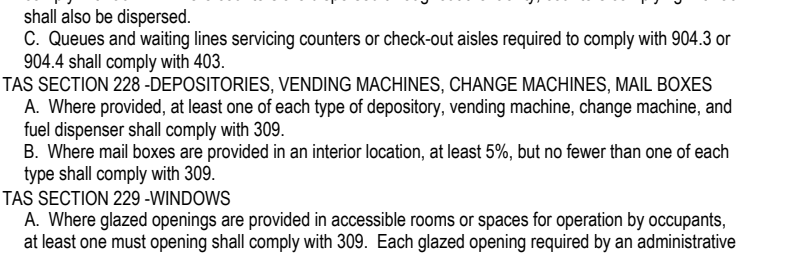 shall also be dispersed.
C. Queues and waiting lines servicing counters or check-out aisles required to comply with 904.3 or
904.4 shall comply with 403.
TAS SECTION 228 -DEPOSITORIES, VENDING MACHINES, CHANGE MACHINES, MAIL BOXES
A. Where provided, at least one of each type of depository, vending machine, change machine, and
fuel dispenser shall comply with 309.
B. Where mail boxes are provided in an interior location, at least 5%, but no fewer than one of each
type shall comply with 309.
TAS SECTION 229 -WINDOWS
A. Where glazed openings are provided in accessible rooms or spaces for operation by occupants,
at least one must opening shall comply with 309. Each glazed opening required by an administrative